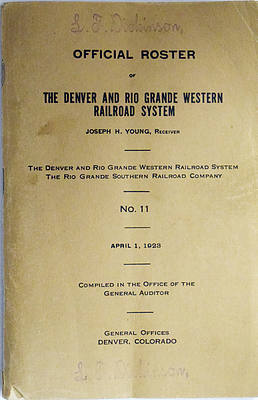 L. F. Dickinson,
OFFICIAL ROSTER
OF
THE DENVER AND RIO GRANDE WESTERN
RAILROAD SYSTEM
JOSEPH H. YOUNG, RECEIVER
THE DENVER AND RIO GRANDE WESTERN RAILROAD SYSTEM
THE RIO GRANDE SOUTHERN RAILROAD COMPANY
No. 11
APRIL 1, 1923
COMPILED IN THE OFFICE OF THE
GENERAL AUDITOR
GENERAL OFFICES
DENVER, COLORADO
L. F. Dickinson,